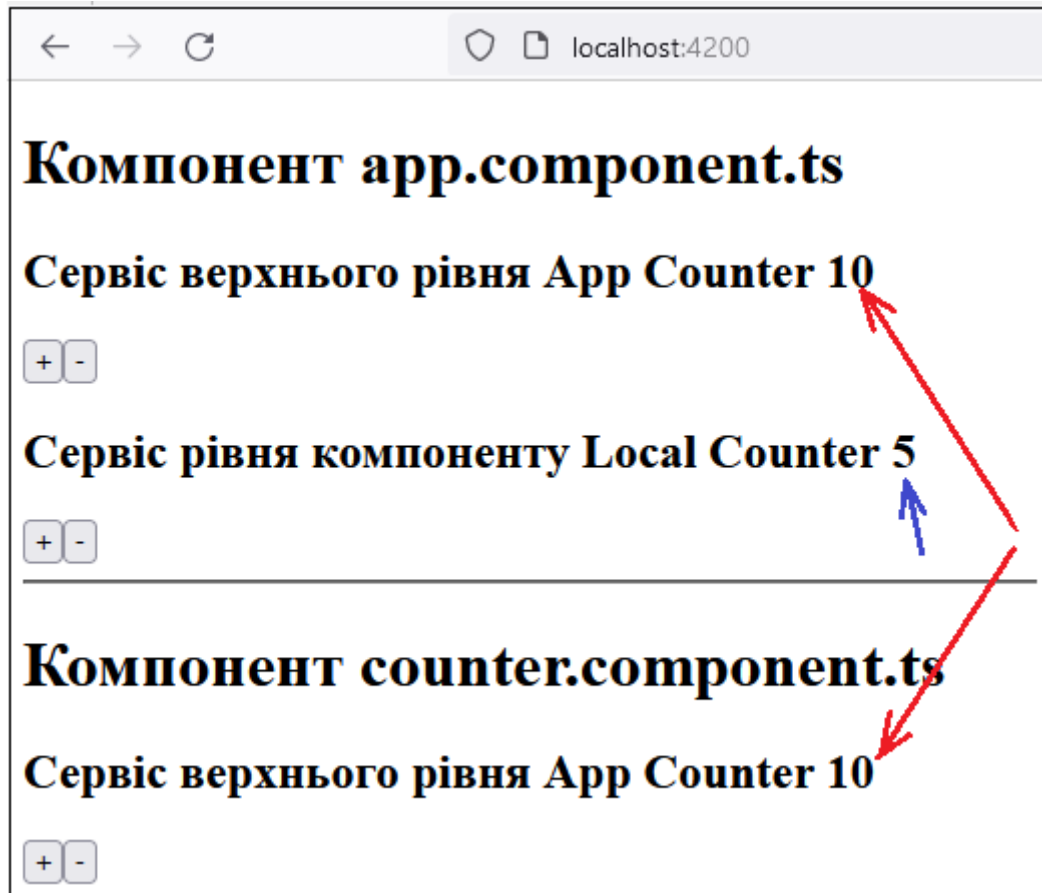 localhost:4200
Компонент app.component.ts
Сервіс верхнього рівня App Counter 10
+ -
Сервіс рівня компоненту Local Counter 5
+ -
Компонент counter.component.ts
Сервіс верхнього рівня App Counter 10
+ -